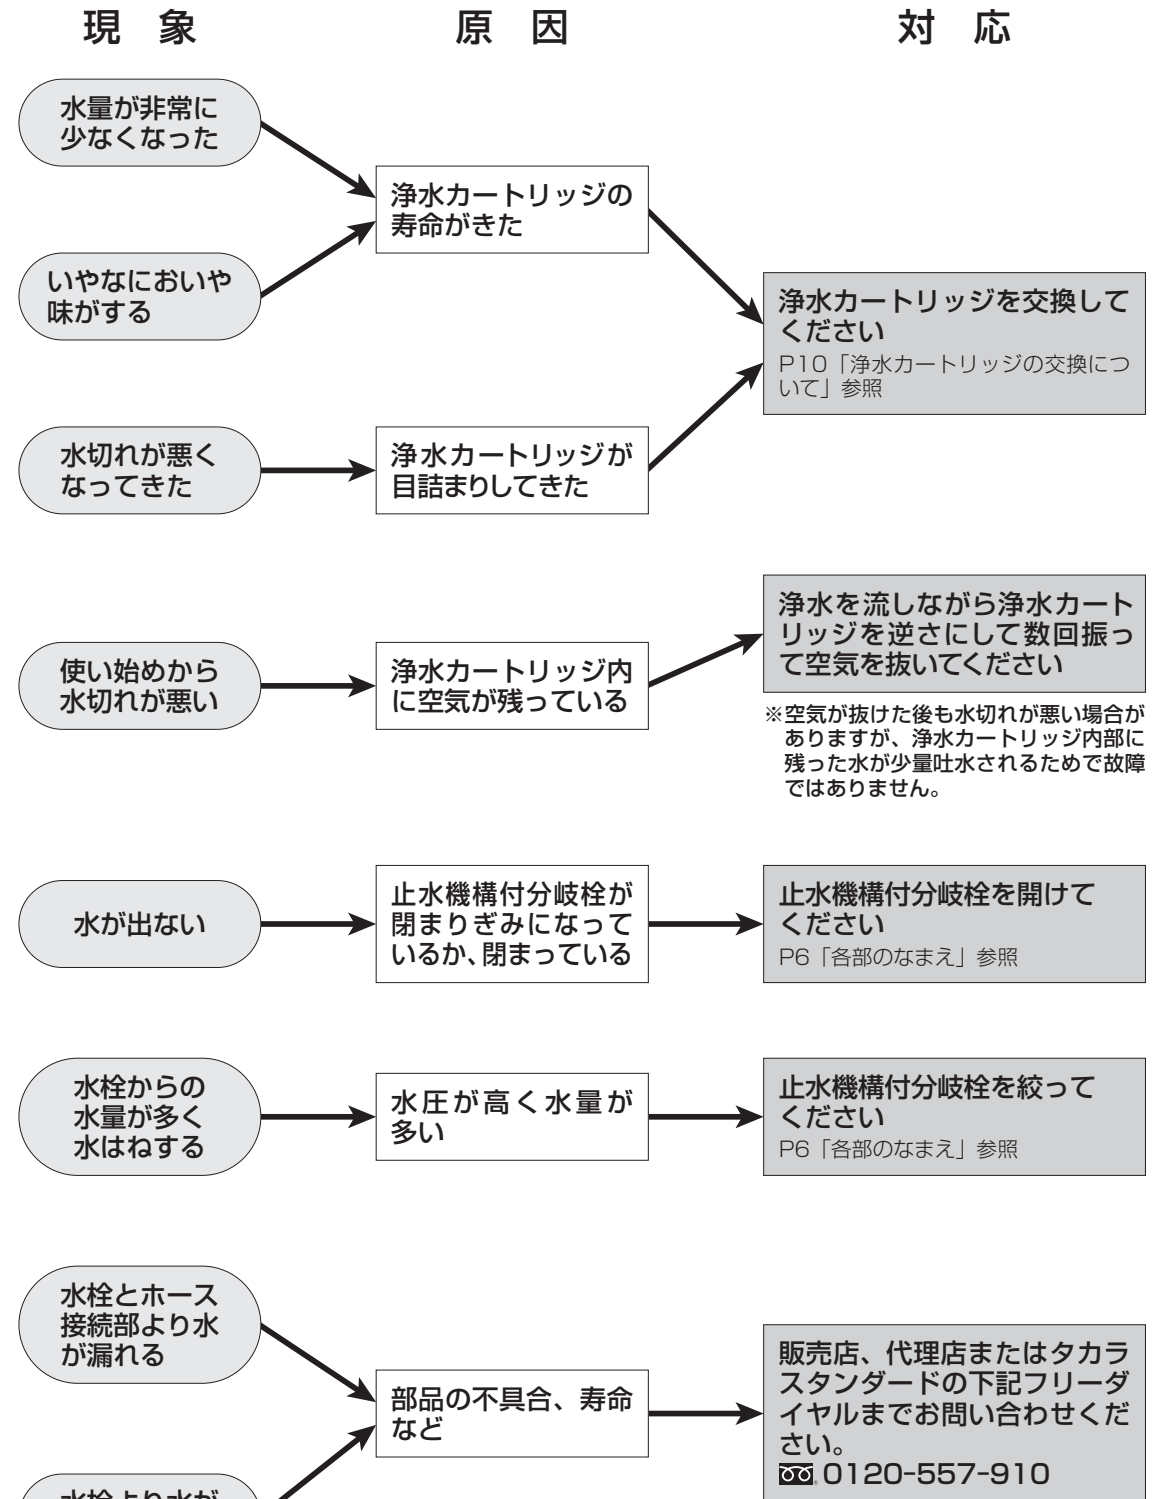 現 象
原 因
対 応
水量が非常に
少なくなった
浄水カートリッジの
寿命がきた
いやなにおいや
味がする
浄水カートリッジを交換して
ください
P10「浄水カートリッジの交換につ
いて」参照
水切れが悪く
なってきた
浄水カートリッジが
目詰まりしてきた
使い始めから
水切れが悪い
浄水カートリッジ内
に空気が残っている
浄水を流しながら浄水カート
リッジを逆さにして数回振っ
て空気を抜いてください
※空気が抜けた後も水切れが悪い場合が
ありますが、浄水カートリッジ内部に
残った水が少量吐水されるためで故障
ではありません。
水が出ない
止水機構付分岐栓が
閉まりぎみになって
いるか、閉まっている
止水機構付分岐栓を開けて
ください
P6「各部のなまえ」参照
水栓からの
水量が多く
水はねする
水圧が高く水量が
多い
止水機構付分岐栓を絞って
ください
P6「各部のなまえ」参照
水栓とホース
接続部より水
が漏れる
部品の不具合、寿命
など
販売店、代理店またはタカラ
スタンダードの下記フリーダ
イヤルまでお問い合わせくだ
さい。
0120-557-910
水栓より水が